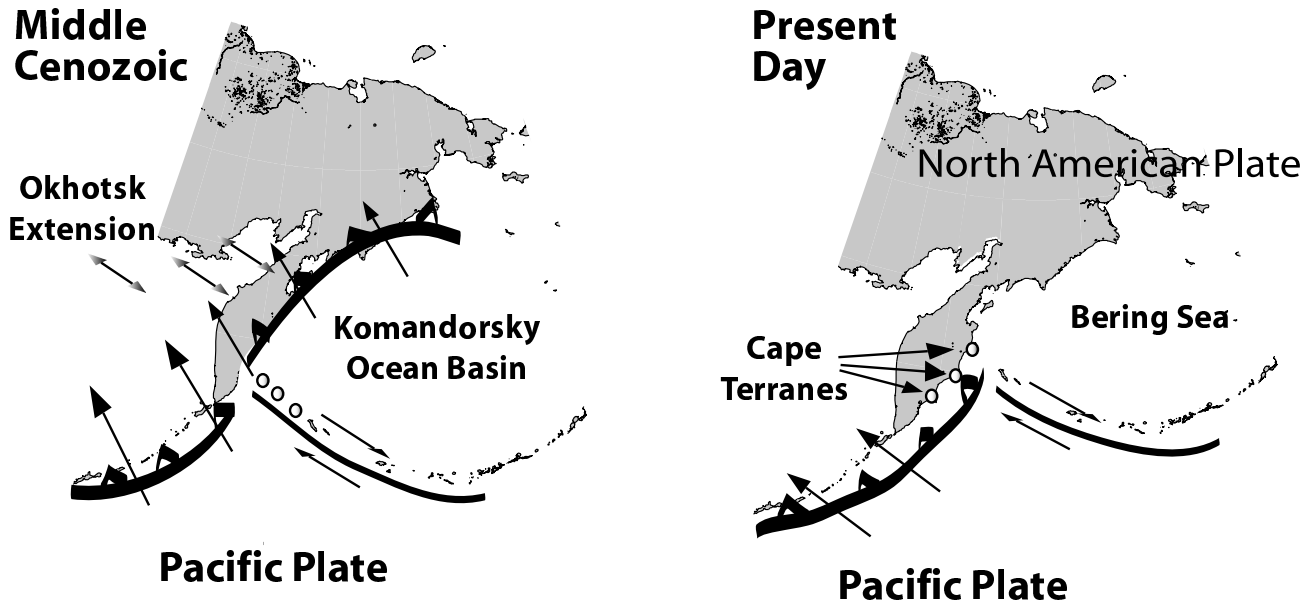 Middle
Cenozoic
Okhotsk
Extension
Komandorsky
Ocean Basin
Pacific Plate
Present
Day
North American Plate
Bering Sea
Cape
Terranes
Pacific Plate